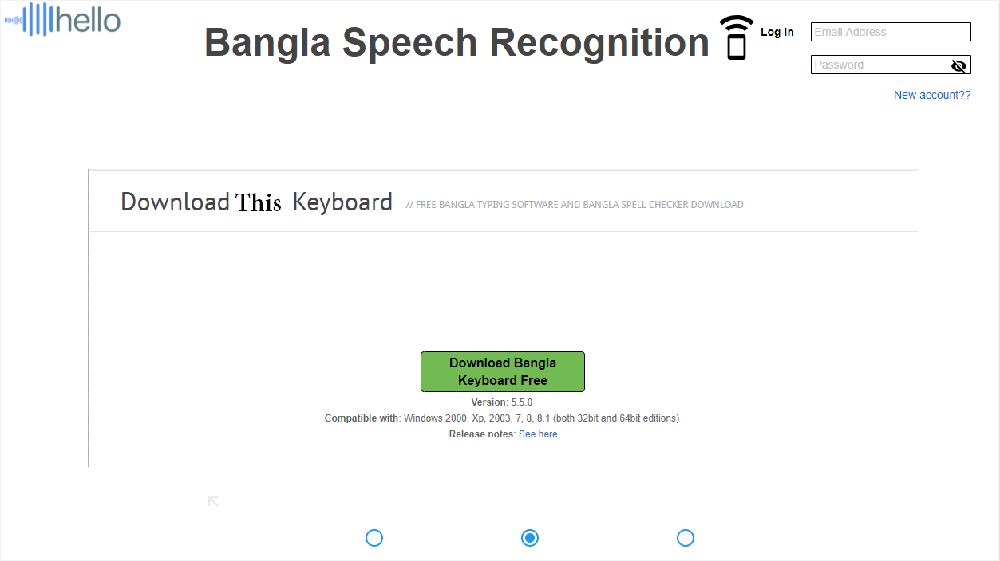 hello
Bangla Speech Recognition
Log In
Email Address
Password
New account??
Download This Keyboard // FREE BANGLA TYPING SOFTWARE AND BANGLA SPELL CHECKER DOWNLOAD
Download Bangla
Keyboard Free
Version: 5.5.0
Compatible with: Windows 2000, Xp, 2003, 7, 8, 8.1 (both 32bit and 64bit editions)
Release notes: See here